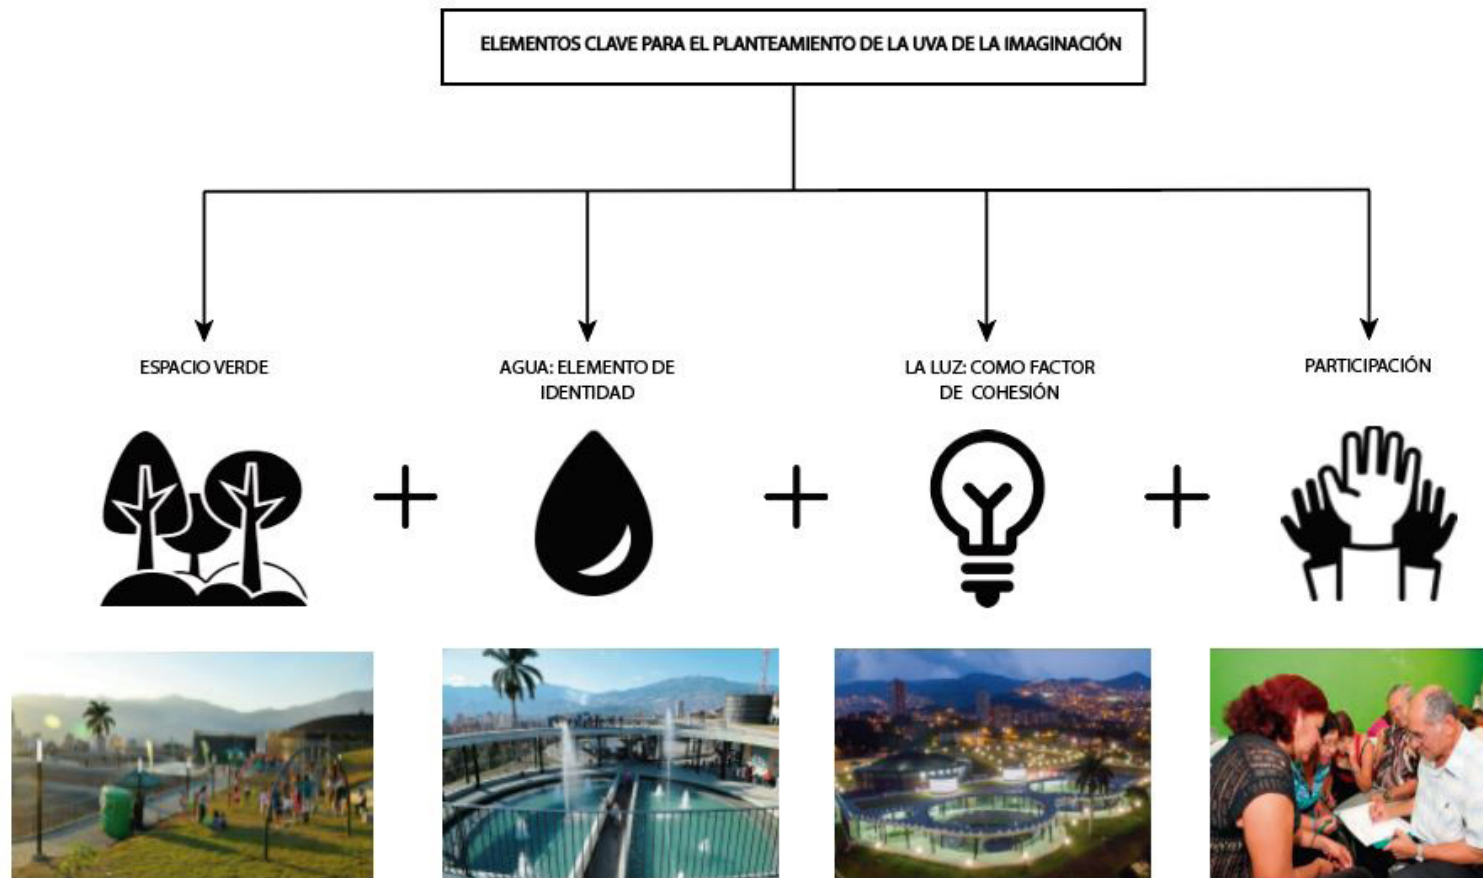 ELEMENTOS CLAVE PARA EL PLANTEAMIENTO DE LA UVA DE LA IMAGINACIÓN
ESPACIO VERDE
AGUA: ELEMENTO DE
IDENTIDAD
LA LUZ: COMO FACTOR
DE COHESIÓN
PARTICIPACIÓN